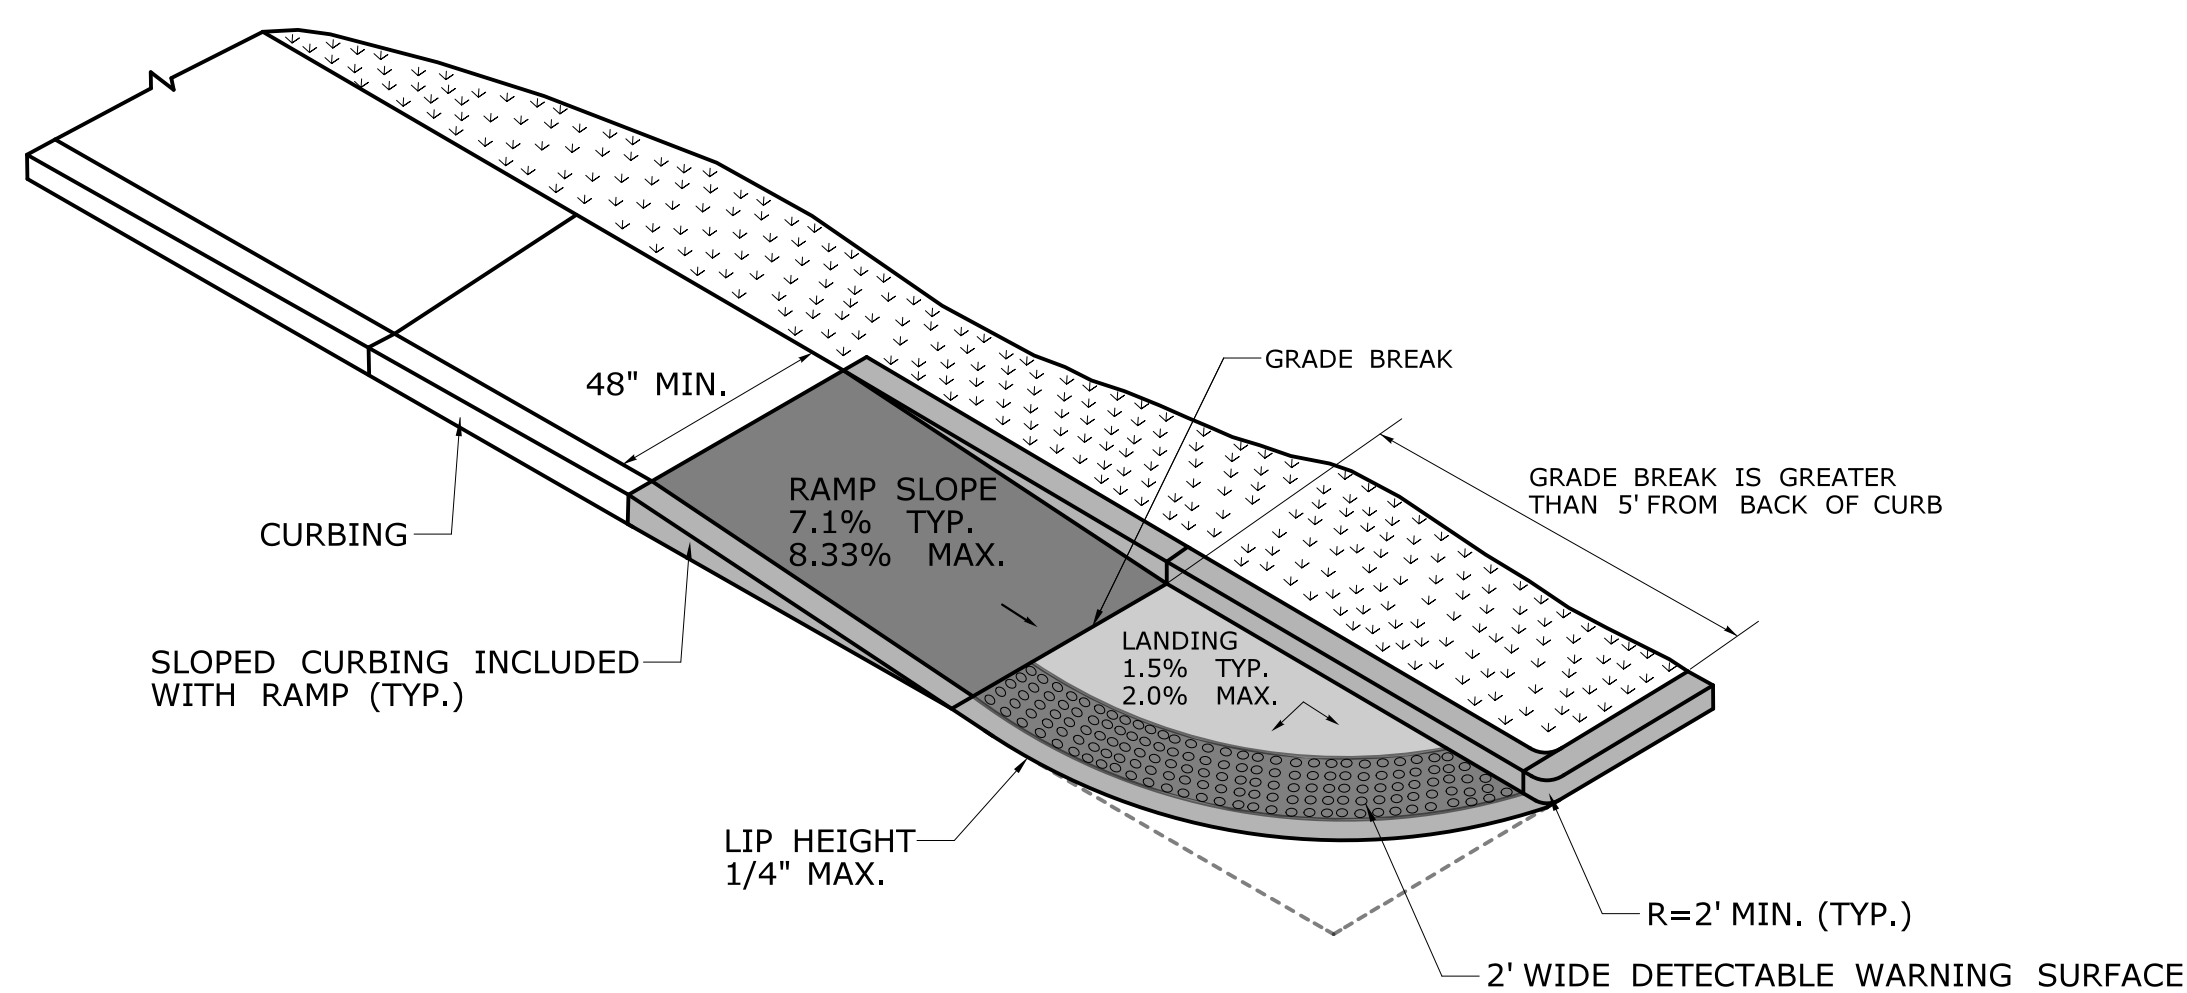 48" MIN.
GRADE BREAK
GRADE BREAK IS GREATER
THAN 5' FROM BACK OF CURB
RAMP SLOPE
7.1% TYP.
8.33% MAX.
CURBING
LANDING
1.5% TYP.
2.0% MAX.
SLOPED CURBING INCLUDED
WITH RAMP (TYP.)
LIP HEIGHT
1/4" MAX.
R=2' MIN. (TYP.)
2' WIDE DETECTABLE WARNING SURFACE